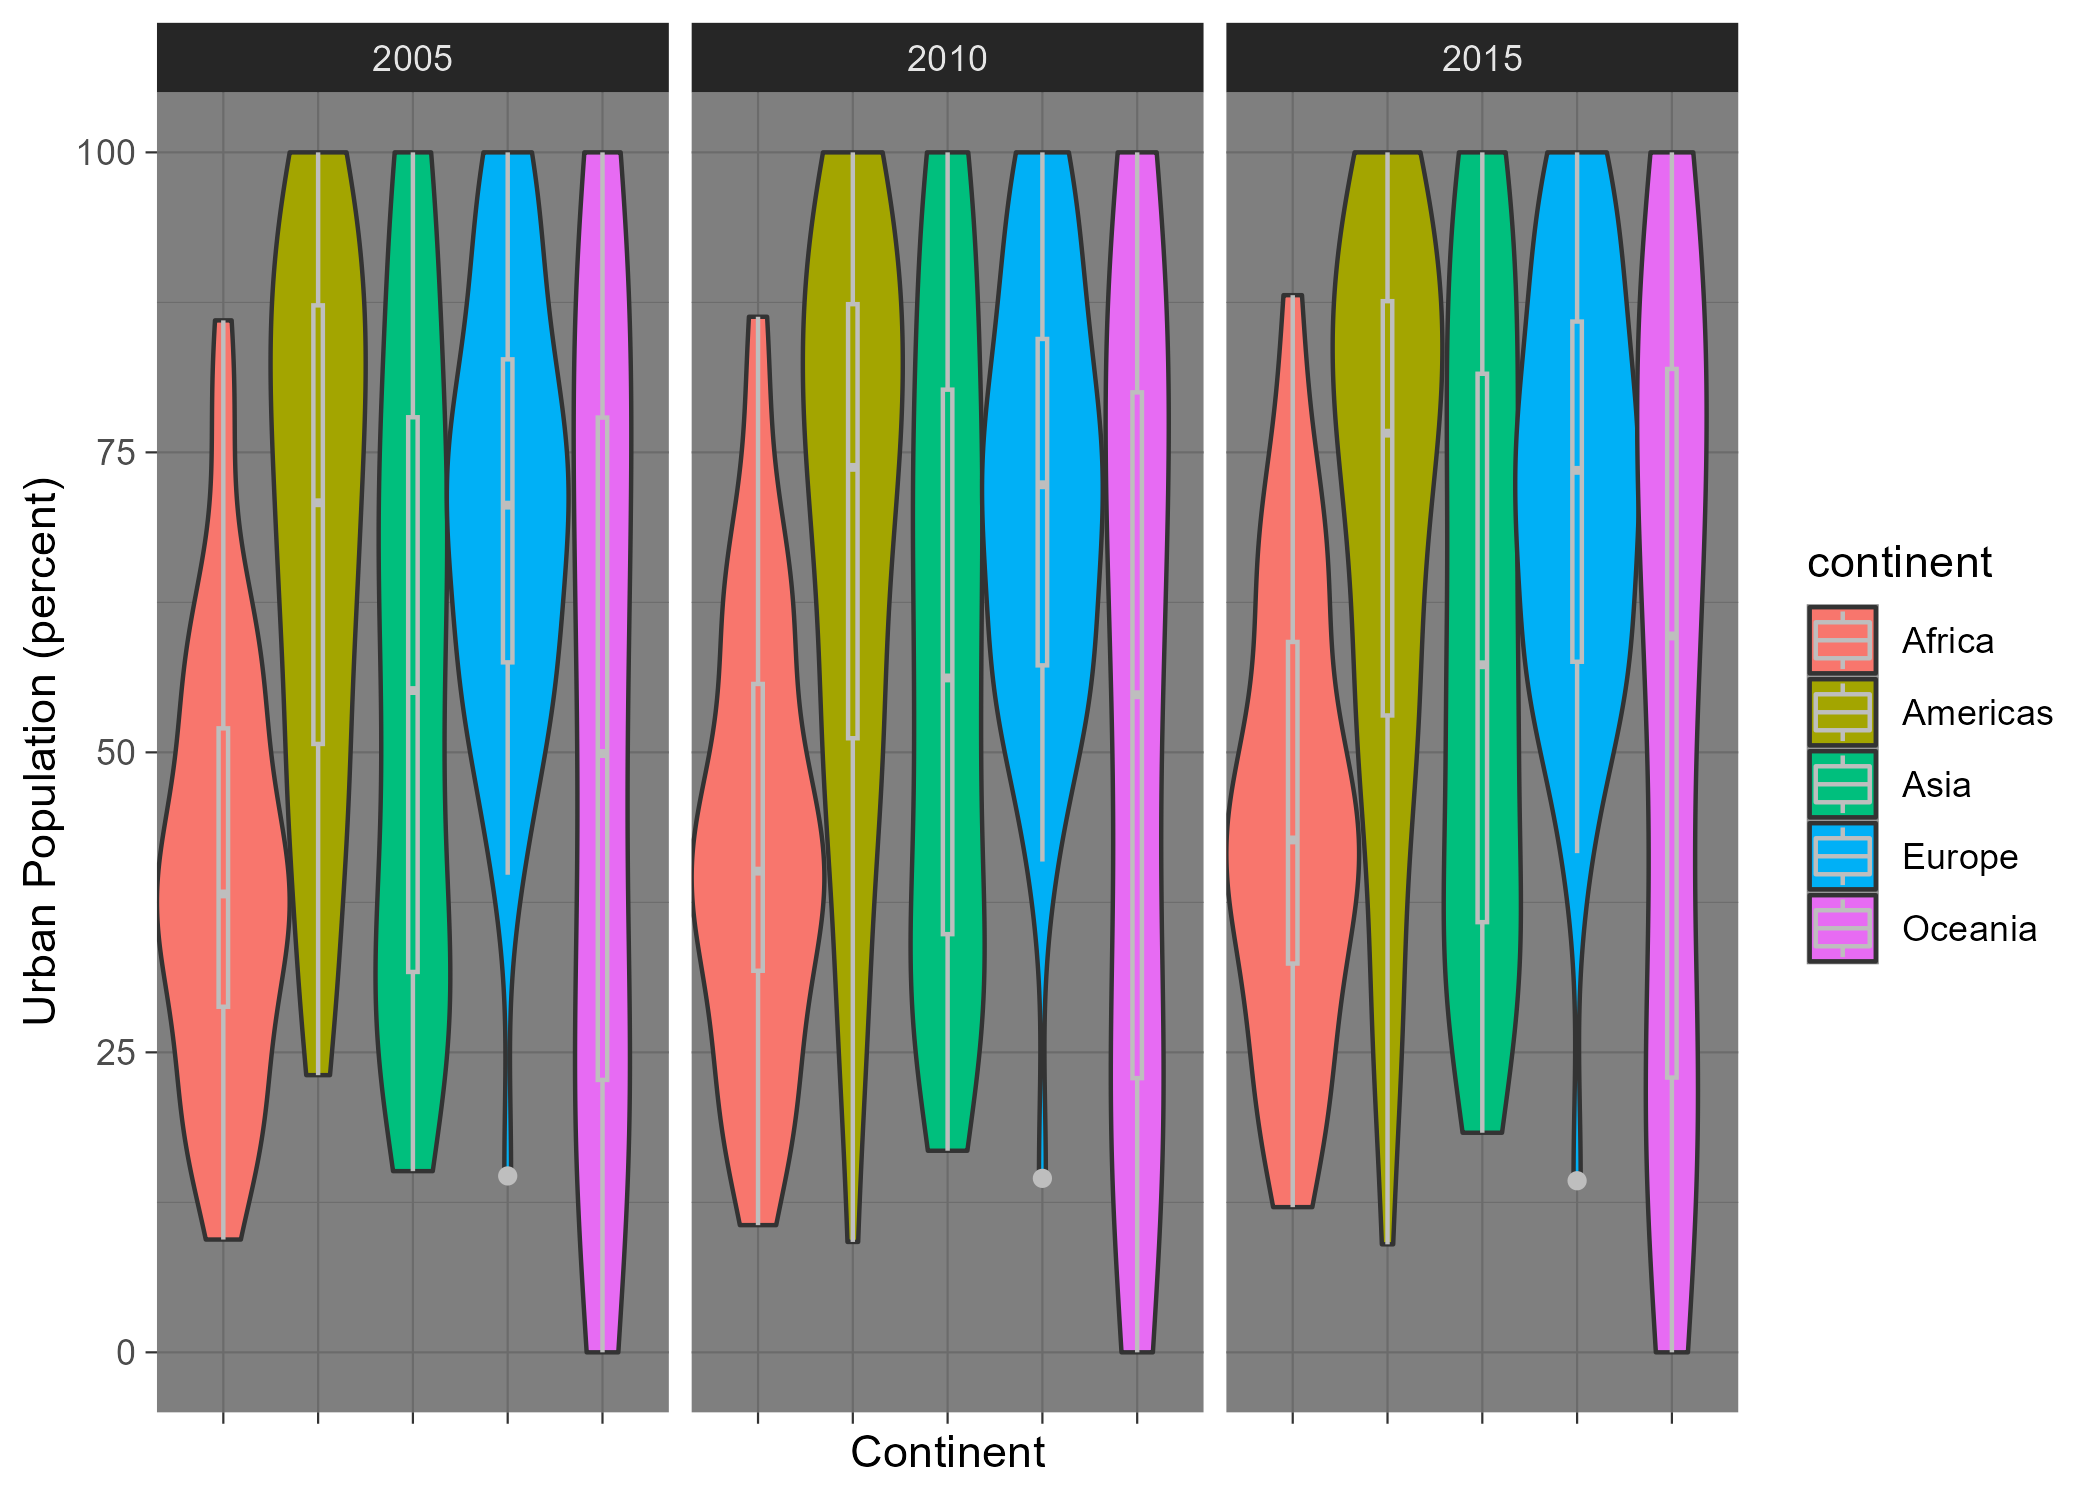 2005
2010
2015
100
75
50
25
0
Urban Population (percent)
Continent
continent
Africa
Americas
Asia
Europe
Oceania